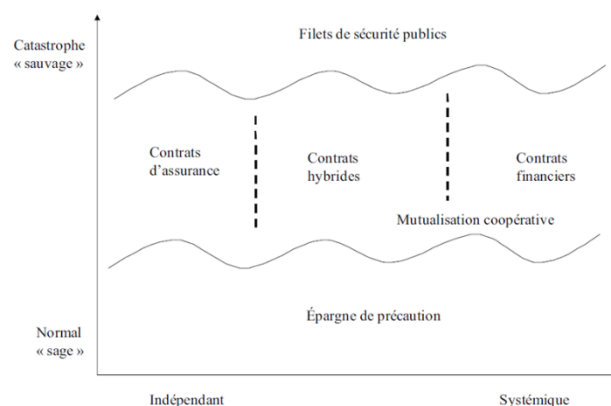 Filets de sécurité publics
Catastrophe
« sauvage »
Contrats
d’assurance
Contrats
hybrides
Contrats
financiers
Mutualisation coopérative
Épargne de précaution
Normal
« sage »
Indépendant
Systémique